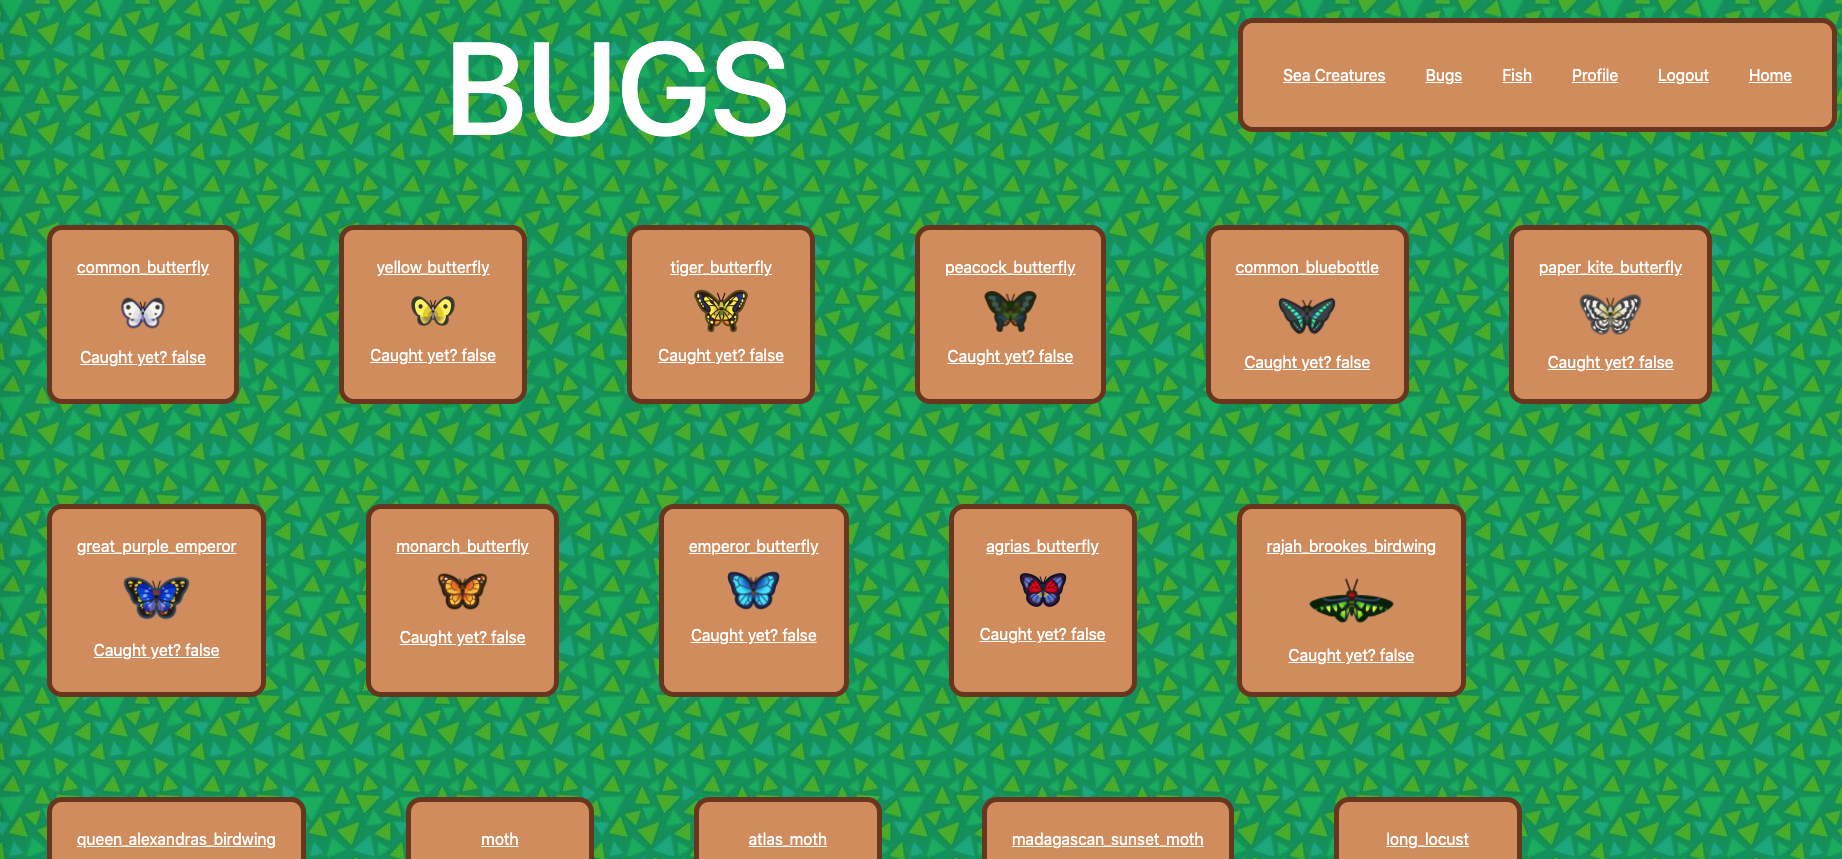 BUGS
Sea Creatures Bugs Fish Profile Logout Home
common_butterfly
Caught yet? false
yellow_butterfly
Caught yet? false
tiger_butterfly
Caught yet? false
peacock_butterfly
Caught yet? false
common_bluebottle
Caught yet? false
paper_kite_butterfly
Caught yet? false
great_purple_emperor
Caught yet? false
monarch_butterfly
Caught yet? false
emperor_butterfly
Caught yet? false
agrias_butterfly
Caught yet? false
rajah_brookes_birdwing
Caught yet? false
queen_alexandras_birdwing
moth
atlas_moth
madagascan_sunset_moth
long_locust